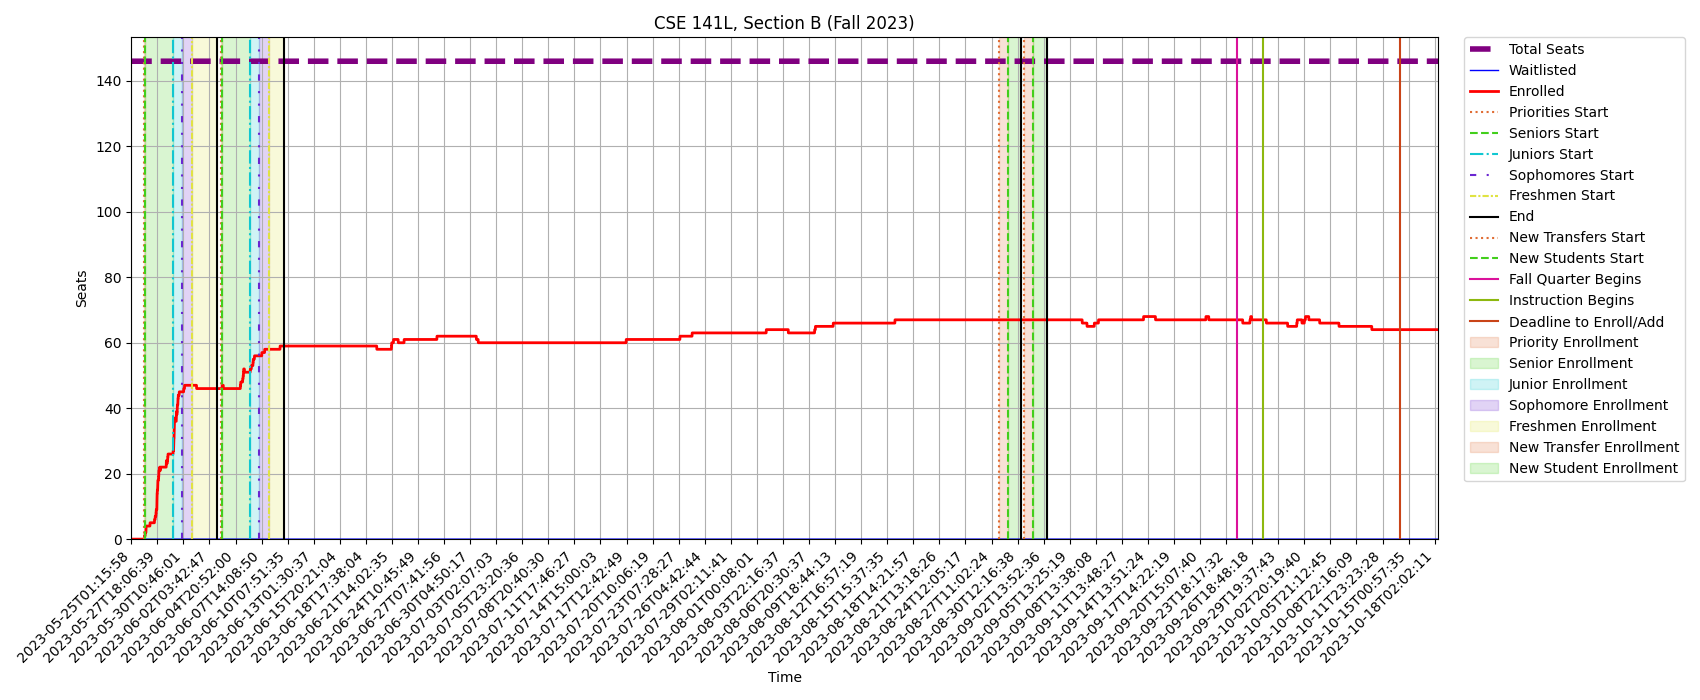 CSE 141L, Section B (Fall 2023)
Seats
140
120
100
80
60
40
20
0
2023-05-25T01:15:58
2023-05-27T18:06:39
2023-05-30T10:46:01
2023-06-02T03:42:47
2023-06-04T20:52:00
2023-06-07T14:08:50
2023-06-10T07:51:35
2023-06-13T01:30:37
2023-06-15T20:21:04
2023-06-18T17:38:04
2023-06-21T14:02:35
2023-06-24T10:45:49
2023-06-27T07:41:56
2023-06-30T04:50:17
2023-07-03T02:07:03
2023-07-05T23:20:36
2023-07-08T20:40:30
2023-07-11T17:46:27
2023-07-14T15:00:03
2023-07-17T12:42:49
2023-07-20T10:06:19
2023-07-23T07:28:27
2023-07-26T04:42:44
2023-07-29T02:11:41
2023-08-01T00:08:01
2023-08-03T22:16:37
2023-08-06T20:30:37
2023-08-09T18:44:13
2023-08-12T16:57:19
2023-08-15T15:37:35
2023-08-18T14:21:57
2023-08-21T13:18:26
2023-08-24T12:05:17
2023-08-27T11:02:24
2023-08-30T12:16:38
2023-09-02T13:52:36
2023-09-05T13:25:19
2023-09-08T13:38:08
2023-09-11T13:48:27
2023-09-14T13:51:24
2023-09-17T14:22:19
2023-09-20T15:07:40
2023-09-23T18:17:32
2023-09-26T18:48:18
2023-09-29T19:37:43
2023-10-02T20:19:40
2023-10-05T21:12:45
2023-10-08T22:16:09
2023-10-11T23:23:28
2023-10-15T00:57:35
2023-10-18T02:02:11
Time
Total Seats
Waitlisted
Enrolled
Priorities Start
Seniors Start
Juniors Start
Sophomores Start
Freshmen Start
End
New Transfers Start
New Students Start
Fall Quarter Begins
Instruction Begins
Deadline to Enroll/Add
Priority Enrollment
Senior Enrollment
Junior Enrollment
Sophomore Enrollment
Freshmen Enrollment
New Transfer Enrollment
New Student Enrollment